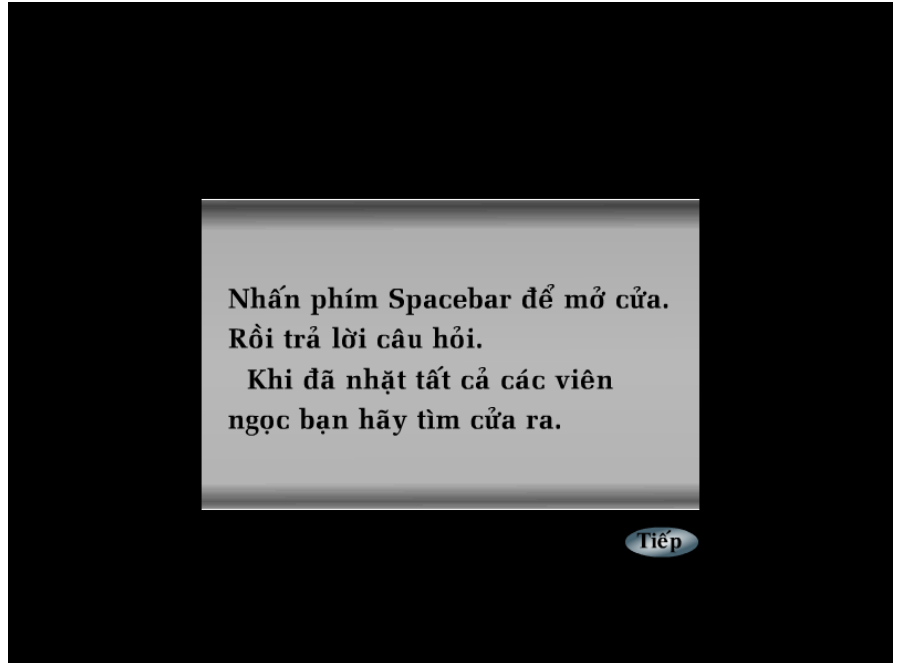 Nhấn phím Spacebar để mở cửa.
Rồi trả lời câu hỏi.
Khi đã nhặt tất cả các viên
ngọc bạn hãy tìm cửa ra.
Tiếp